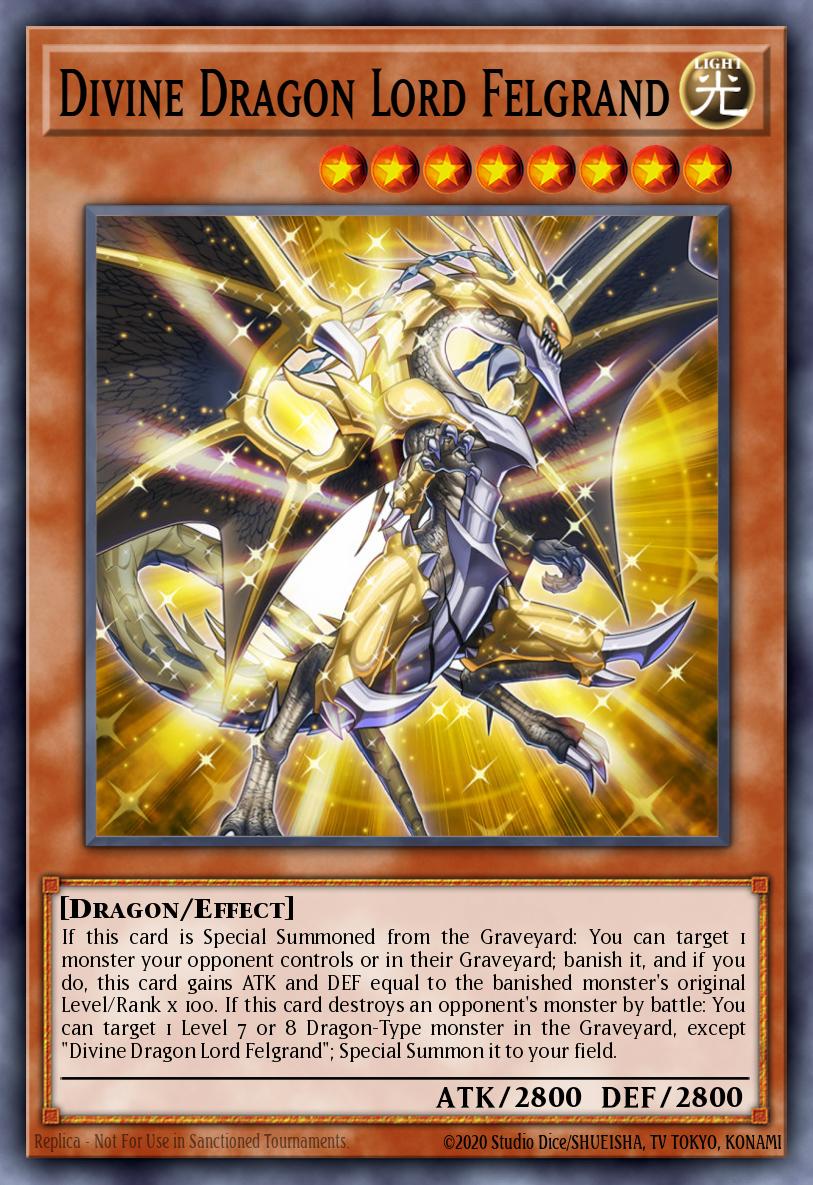 Divine Dragon Lord Felgrand
LIGHT
光
[Dragon/Effect]
If this card is Special Summoned from the Graveyard: You can target 1
monster your opponent controls or in their Graveyard; banish it, and if you
do, this card gains ATK and DEF equal to the banished monster's original
Level/Rank x 100. If this card destroys an opponent's monster by battle: You
can target 1 Level 7 or 8 Dragon-Type monster in the Graveyard, except
"Divine Dragon Lord Felgrand"; Special Summon it to your field.
ATK/2800 DEF/2800
Replica - Not For Use in Sanctioned Tournaments.
©2020 Studio Dice/SHUEISHA, TV TOKYO, KONAMI